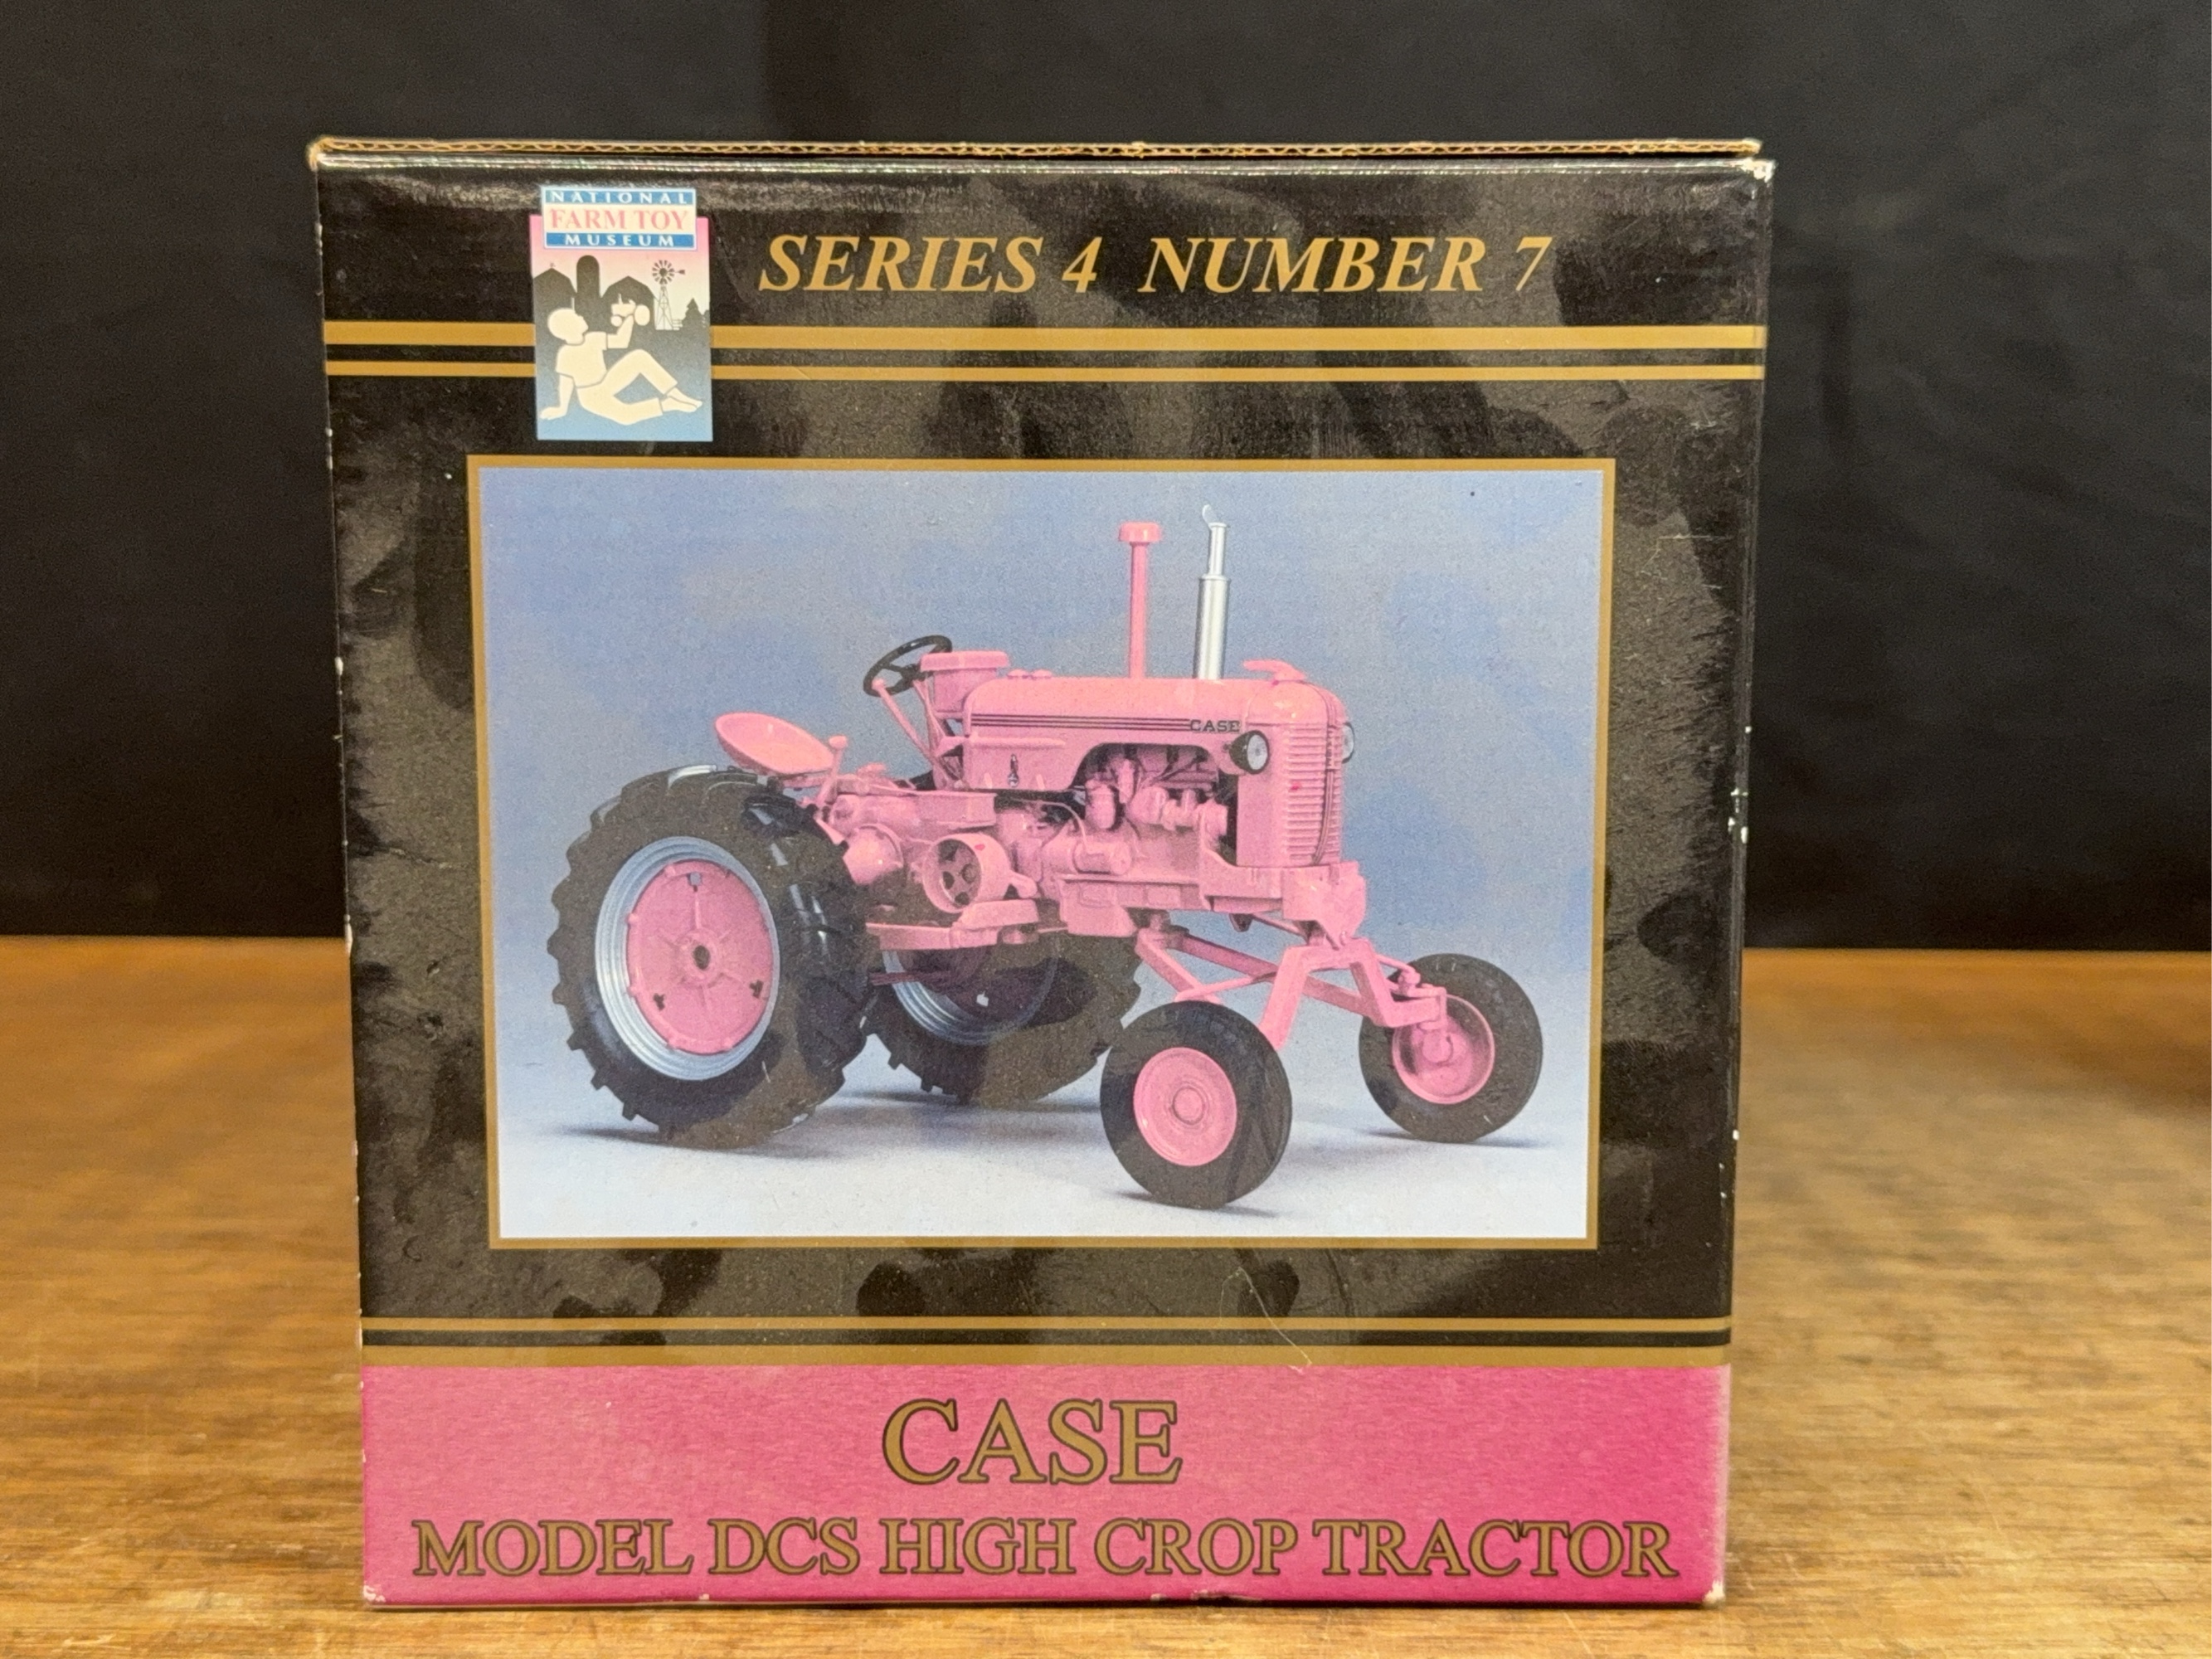 NATIONAL
FARM TOY
MUSEUM
SERIES 4 NUMBER 7
CASE
CASE
MODEL DCS HIGH CROP TRACTOR